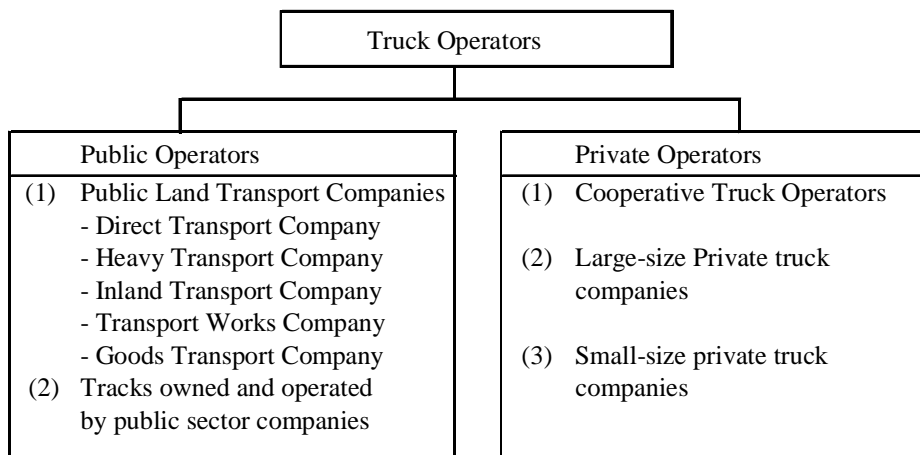 Truck Operators
Public Operators
(1) Public Land Transport Companies
- Direct Transport Company
- Heavy Transport Company
- Inland Transport Company
- Transport Works Company
- Goods Transport Company
(2) Tracks owned and operated
by public sector companies
Private Operators
(1) Cooperative Truck Operators
(2) Large-size Private truck
companies
(3) Small-size private truck
companies